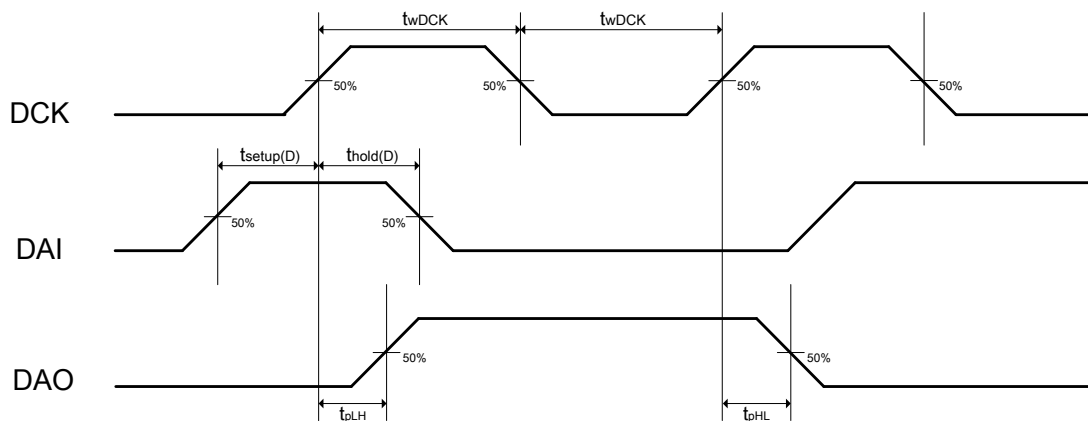 twDCK twDCK
50% 50% 50% 50%
DCK
tsetup(D) thold(D)
50% 50%
DAI
50% 50%
DAO
tpLH tpHL